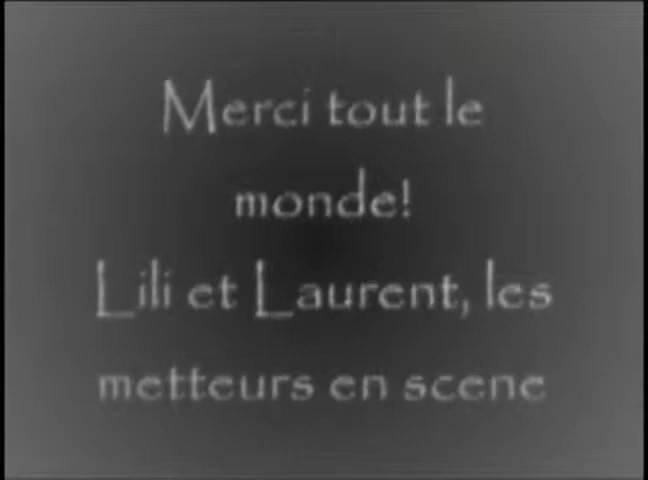 Merci tout le
monde!
Lili et Laurent, les
metteurs en scene